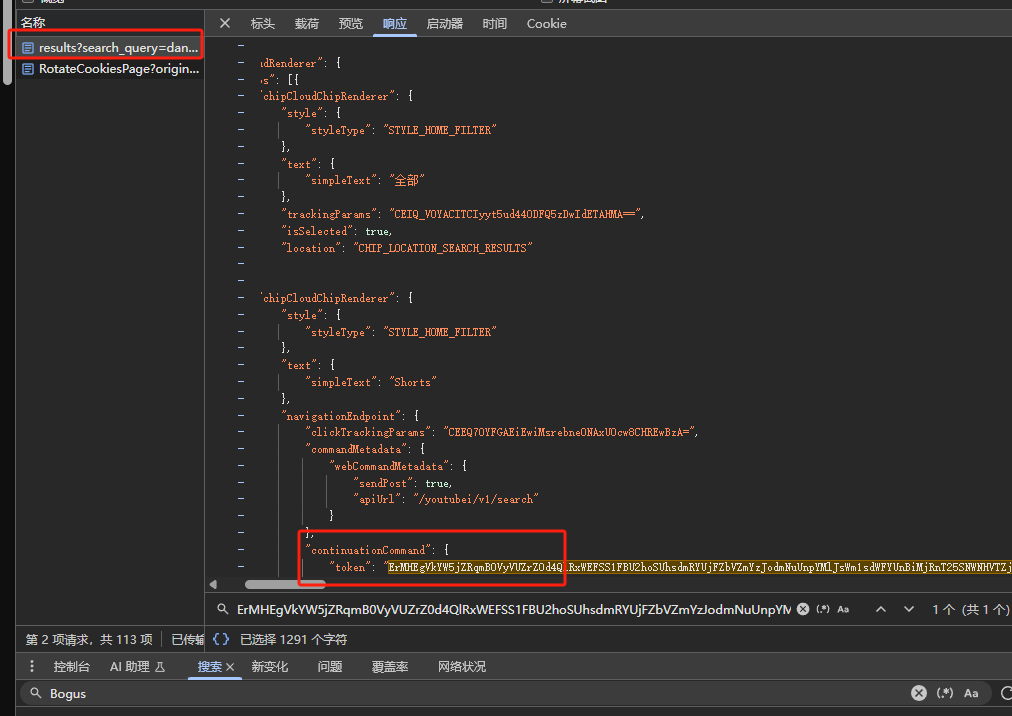 名称
results?search_query=dan...
RotateCookiesPage?origin...
标头 载荷 预览 响应 启动器 时间 Cookie
dRenderer": {
s": [{
chipCloudChipRenderer": {
"style": {
"styleType": "STYLE_HOME_FILTER"
},
"text": {
"simpleText": "全部"
},
"trackingParams": "CEIQ_VOYACITCIyyt5ud44ODFQ5zDwIdETAHMA==",
"isSelected": true,
"location": "CHIP_LOCATION_SEARCH_RESULTS"
chipCloudChipRenderer": {
"style": {
"styleType": "STYLE_HOME_FILTER"
},
"text": {
"simpleText": "Shorts"
},
"navigationEndpoint": {
"clickTrackingParams": "CEEQ7OYFGAEiEwiMsrebneONAxUOcw8CHREwBzA=",
"commandMetadata": {
"webCommandMetadata": {
"sendPost": true,
"apiUrl": "/youtubei/v1/search"
}
},
"continuationCommand": {
"token":
1 个 (共 1 个)
第 2 项请求，共 113 项 已传输 {} 已选择 1291 个字符
控制台 AI 助理 搜索 新变化 问题 覆盖率 网络状况
Bogus (.*) Aa